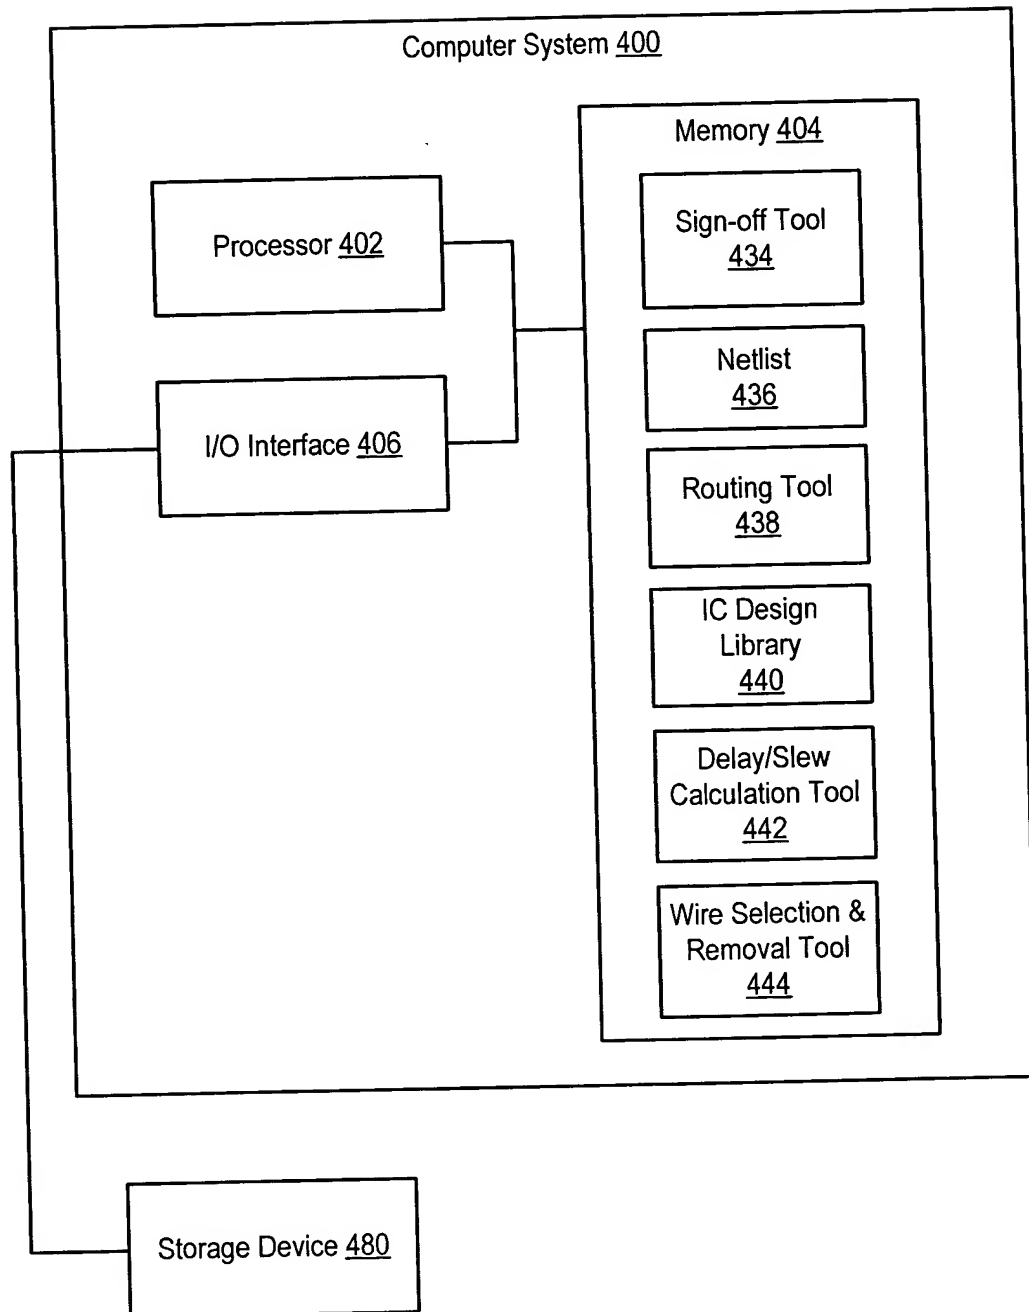 Computer System 400
Memory 404
Processor 402
I/O Interface 406
Sign-off Tool
434
Netlist
436
Routing Tool
438
IC Design
Library
440
Delay/Slew
Calculation Tool
442
Wire Selection &
Removal Tool
444
Storage Device 480